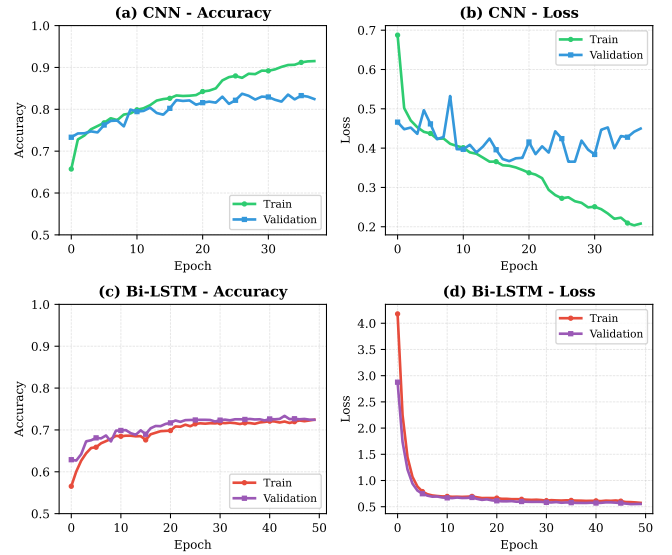 (a) CNN - Accuracy
1.0
0.9
0.8
0.7
0.6
0.5
Accuracy
0
10
20
30
Epoch
Train
Validation
(b) CNN - Loss
0.7
0.6
0.5
0.4
0.3
0.2
Loss
0
10
20
30
Epoch
Train
Validation
(c) Bi-LSTM - Accuracy
1.0
0.9
0.8
0.7
0.6
0.5
Accuracy
0
10
20
30
40
50
Epoch
Train
Validation
(d) Bi-LSTM - Loss
4.0
3.5
3.0
2.5
2.0
1.5
1.0
0.5
Loss
0
10
20
30
40
50
Epoch
Train
Validation